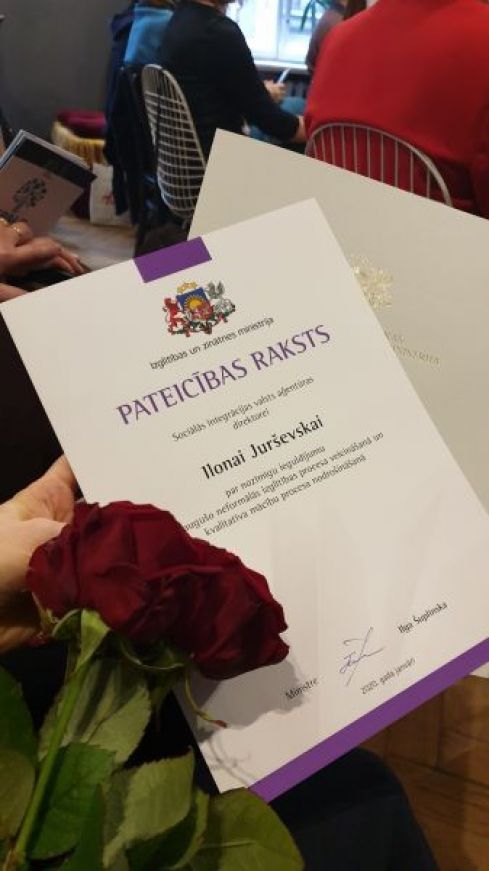 Izglītības un zinātnes ministrija
PATEICĪBAS RAKSTS
Sociālās integrācijas valsts aģentūras
direktorei
Ilonai Jurševskai
par nozīmīgu ieguldījumu
neformālās izglītības procesa veicināšanā un
kvalitatīva mācību procesa nodrošināšanā
Ministre
Ilga Šuplinska
2020. gada janvārī